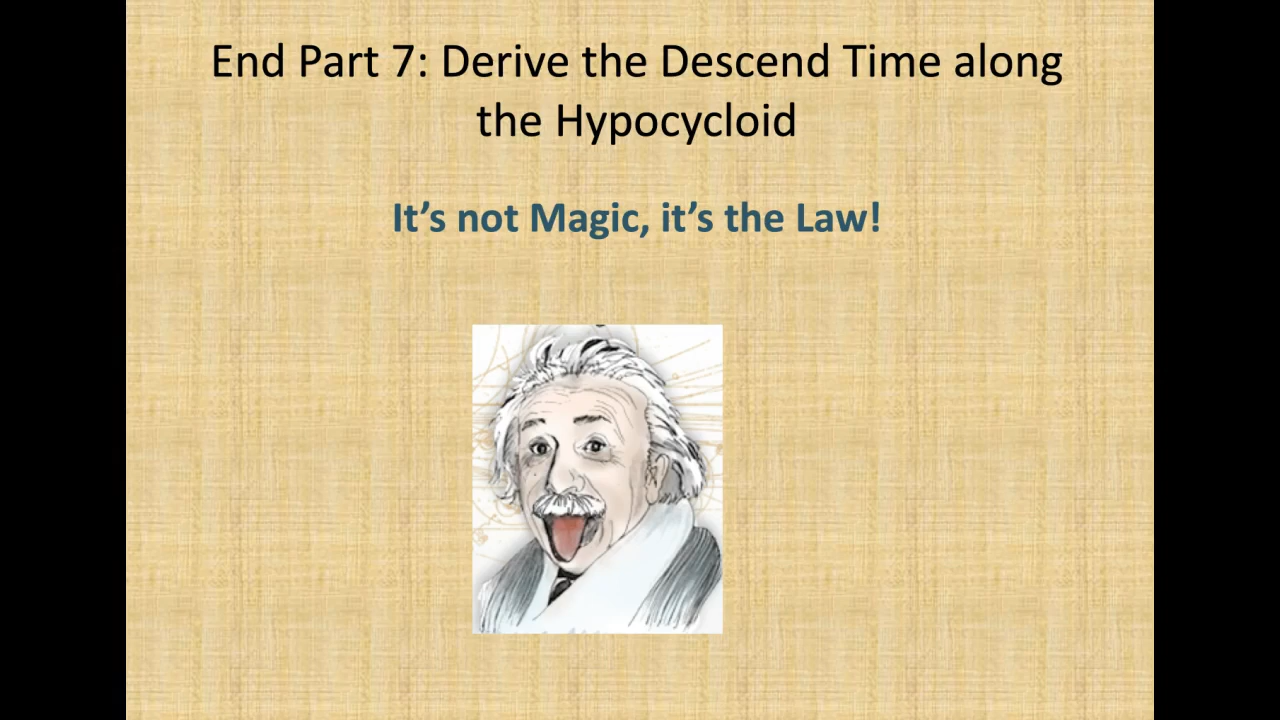 End Part 7: Derive the Descend Time along
the Hypocycloid
It’s not Magic, it’s the Law!